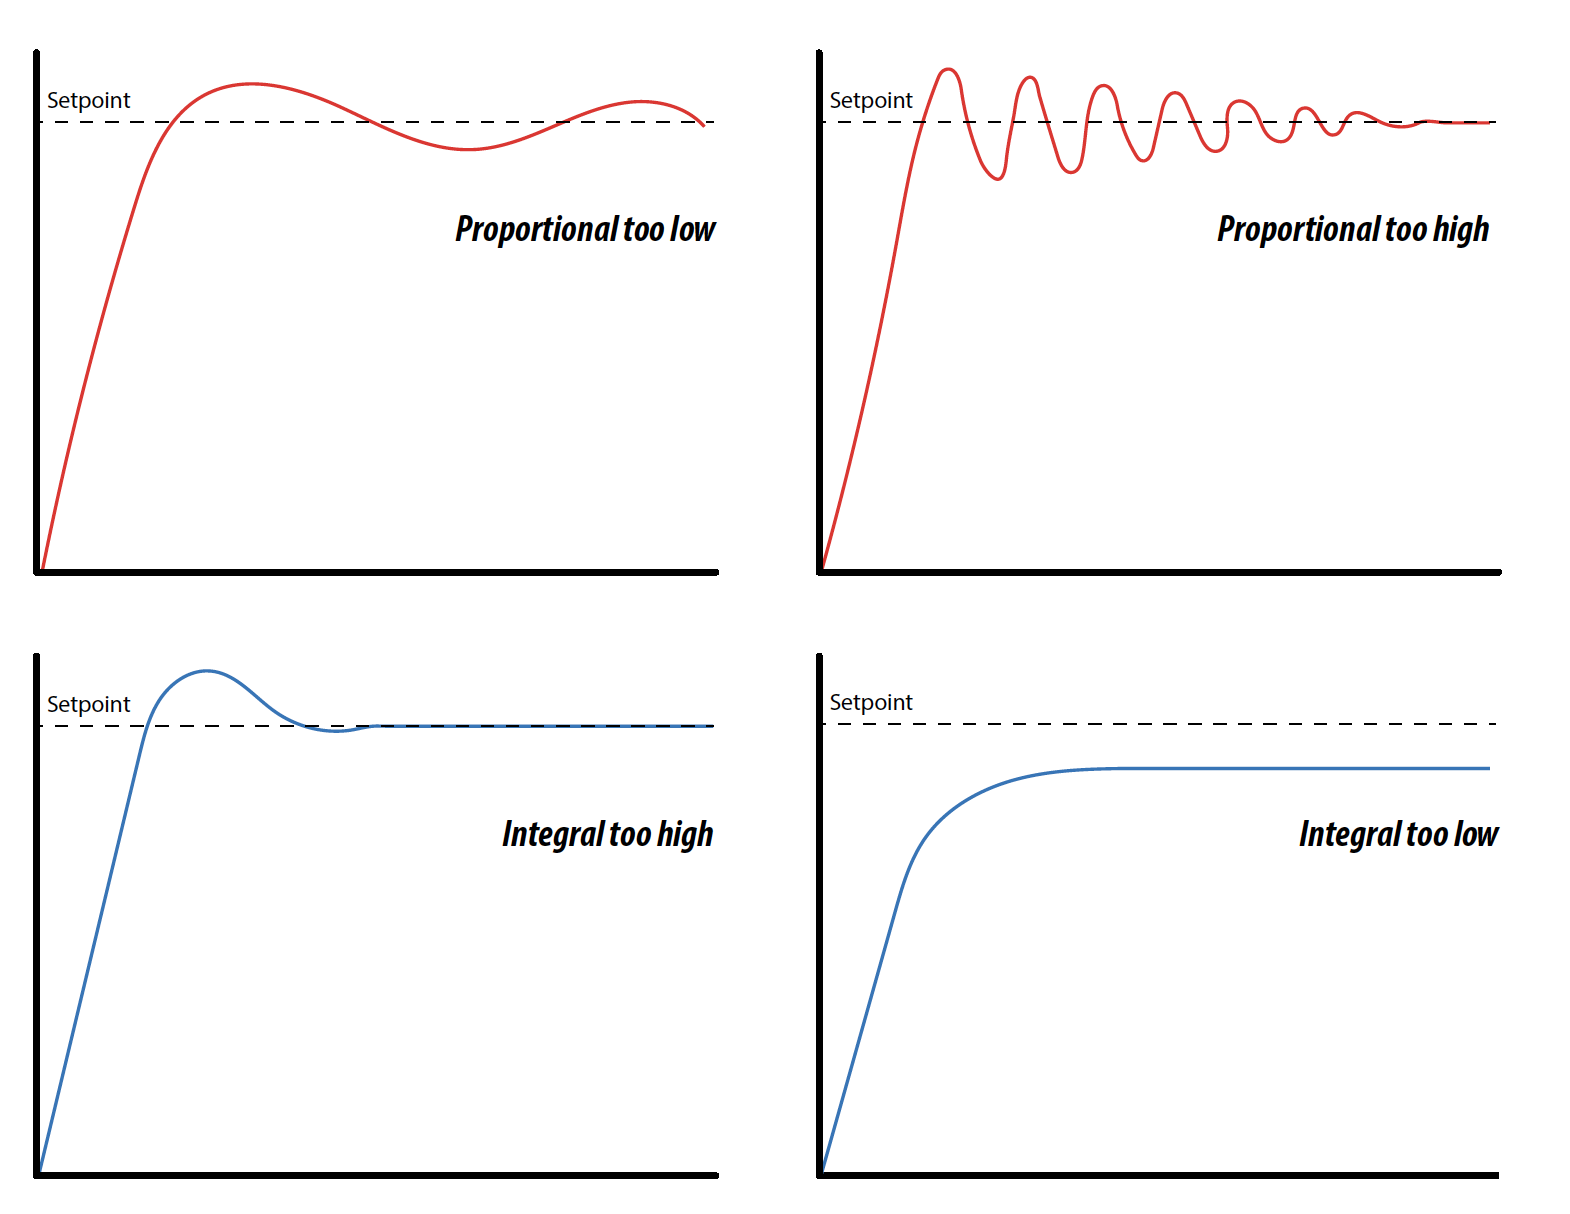 Setpoint
Proportional too low
Setpoint
Proportional too high
Setpoint
Integral too high
Setpoint
Integral too low